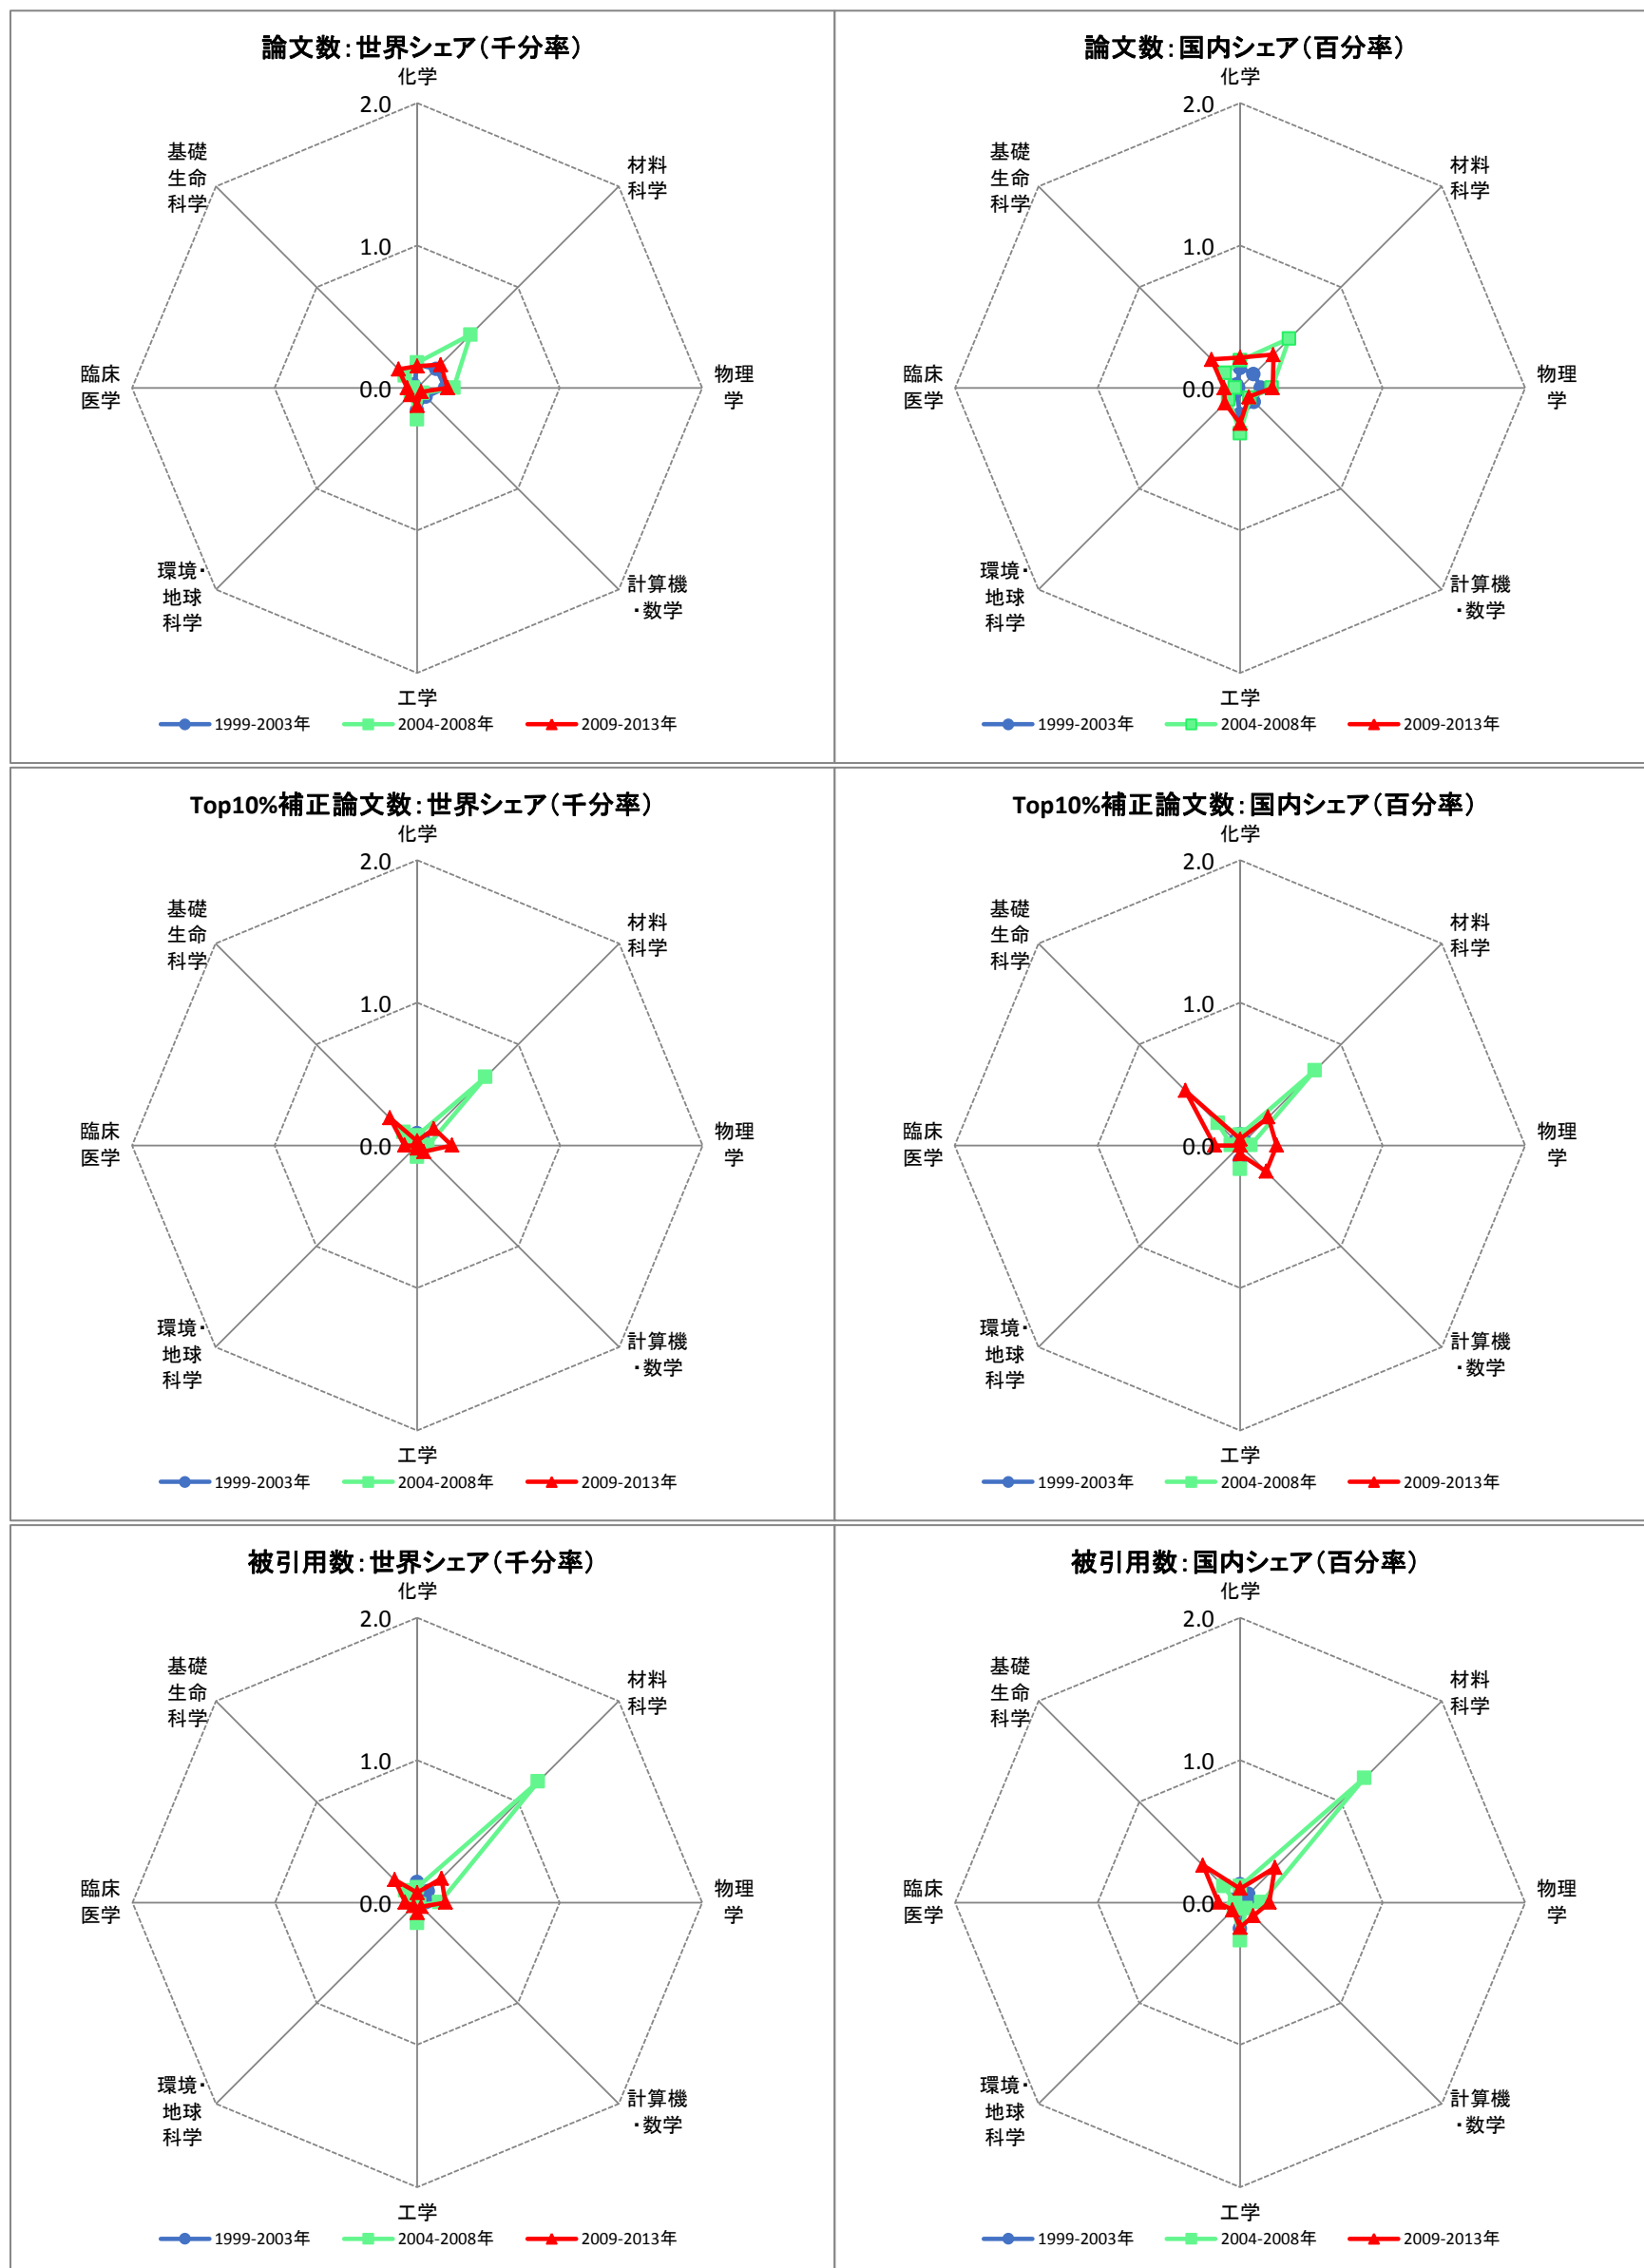 論文数:世界シェア(千分率)
化学
2.0
材料
科学
基礎
生命
科学
1.0
臨床
医学
0.0
物理
学
環境・
地球
科学
計算機
・数学
工学
1999-2003年 2004-2008年 2009-2013年
論文数:国内シェア(百分率)
化学
2.0
材料
科学
基礎
生命
科学
1.0
臨床
医学
0.0
物理
学
環境・
地球
科学
計算機
・数学
工学
1999-2003年 2004-2008年 2009-2013年
Top10%補正論文数:世界シェア(千分率)
化学
2.0
材料
科学
基礎
生命
科学
1.0
臨床
医学
0.0
物理
学
環境・
地球
科学
計算機
・数学
工学
1999-2003年 2004-2008年 2009-2013年
Top10%補正論文数:国内シェア(百分率)
化学
2.0
材料
科学
基礎
生命
科学
1.0
臨床
医学
0.0
物理
学
環境・
地球
科学
計算機
・数学
工学
1999-2003年 2004-2008年 2009-2013年
被引用数:世界シェア(千分率)
化学
2.0
材料
科学
基礎
生命
科学
1.0
臨床
医学
0.0
物理
学
環境・
地球
科学
計算機
・数学
工学
1999-2003年 2004-2008年 2009-2013年
被引用数:国内シェア(百分率)
化学
2.0
材料
科学
基礎
生命
科学
1.0
臨床
医学
0.0
物理
学
環境・
地球
科学
計算機
・数学
工学
1999-2003年 2004-2008年 2009-2013年